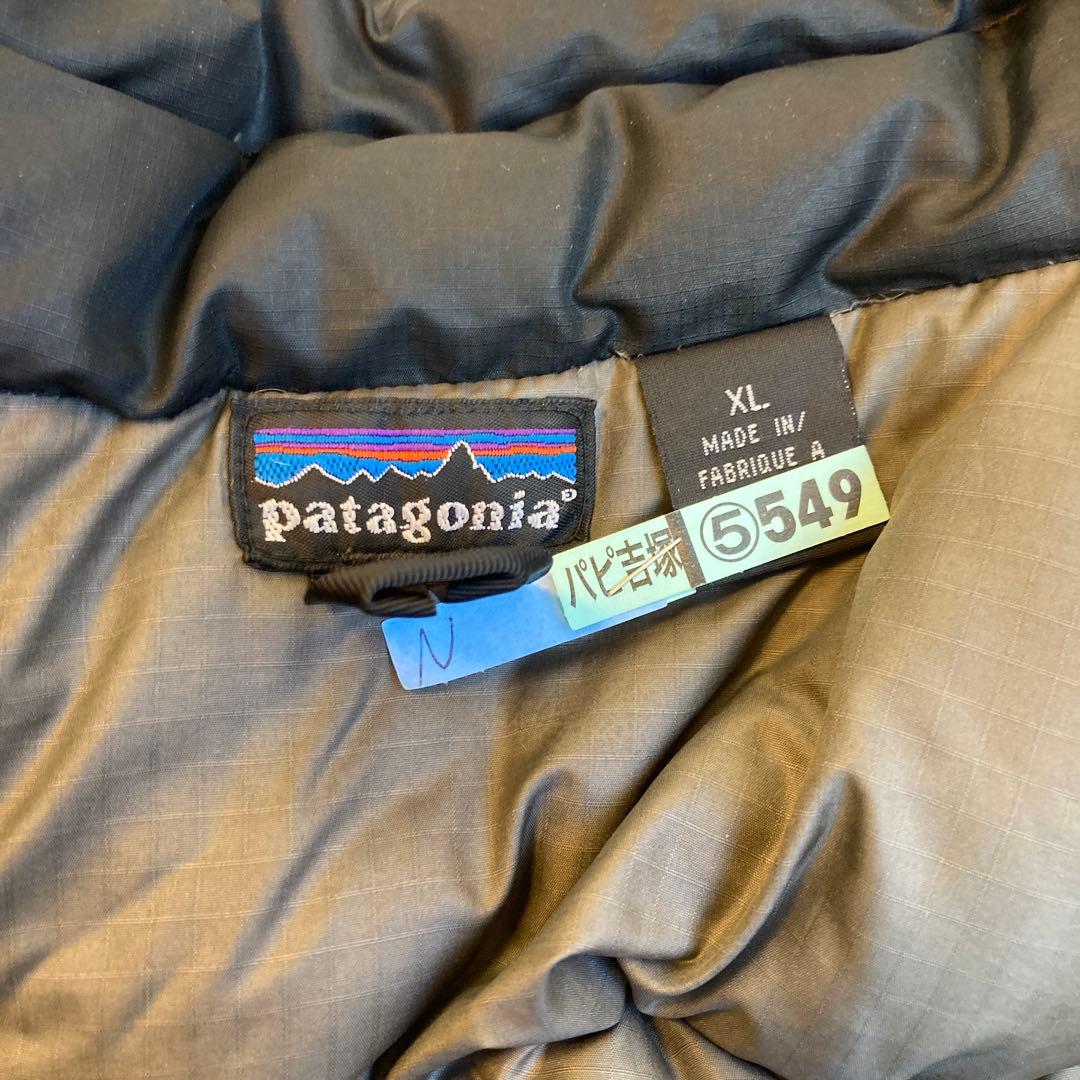 patagonia®
XL.
MADE IN/
FABRIQUE A
パピ吉塚 ⑤549
N